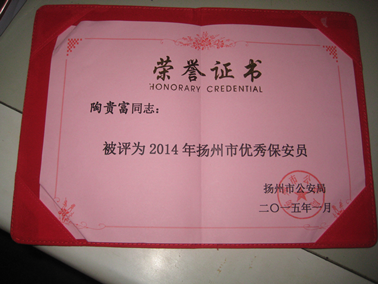 荣誉证书
HONORARY CREDENTIAL
陶贵富同志：
被评为2014年扬州市优秀保安员
扬州市公安局
二〇一五年一月